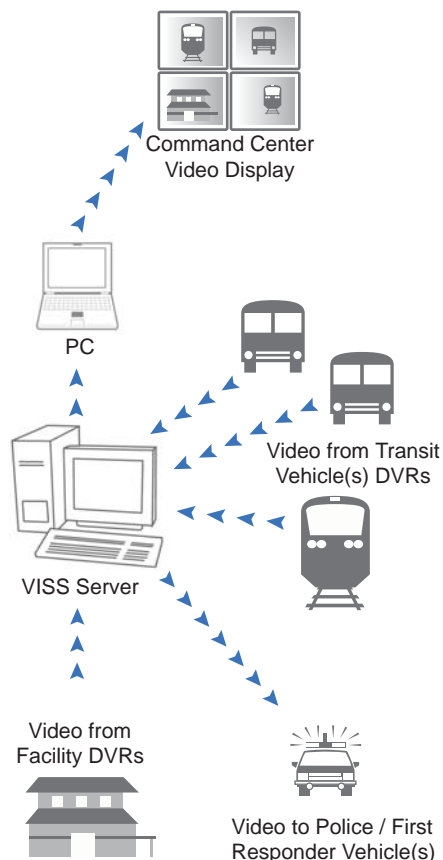 Command Center
Video Display
PC
Video from Transit
Vehicle(s) DVRs
VISS Server
Video from
Facility DVRs
Video to Police / First
Responder Vehicle(s)